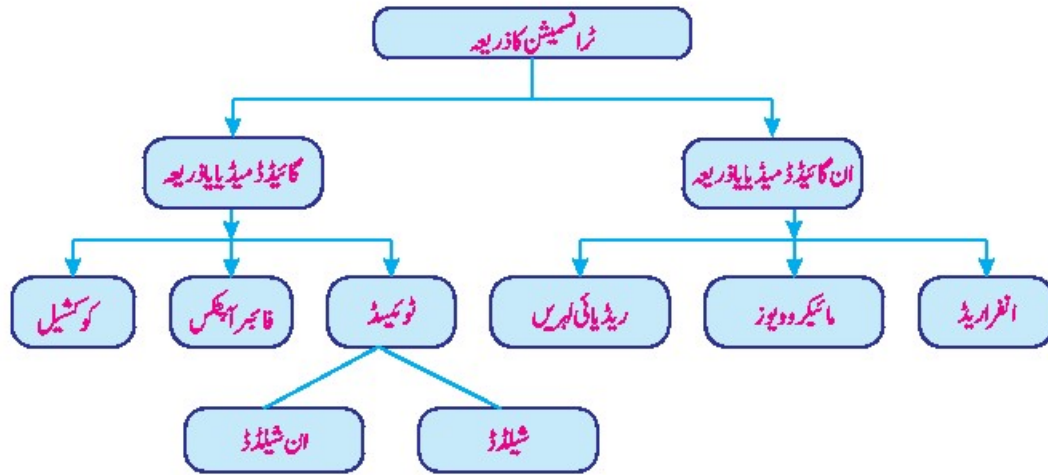 ٹرانسمیشن کا ذریعہ
ان گائیڈڈ میڈیا یا ذریعہ
گائیڈڈ میڈیا یا ذریعہ
انفراریڈ
مائیکرو ویوز
ریڈیائی لہریں
ٹوئیسٹڈ
فائبر آپٹکس
کوکشیل
شیلڈڈ
ان شیلڈڈ